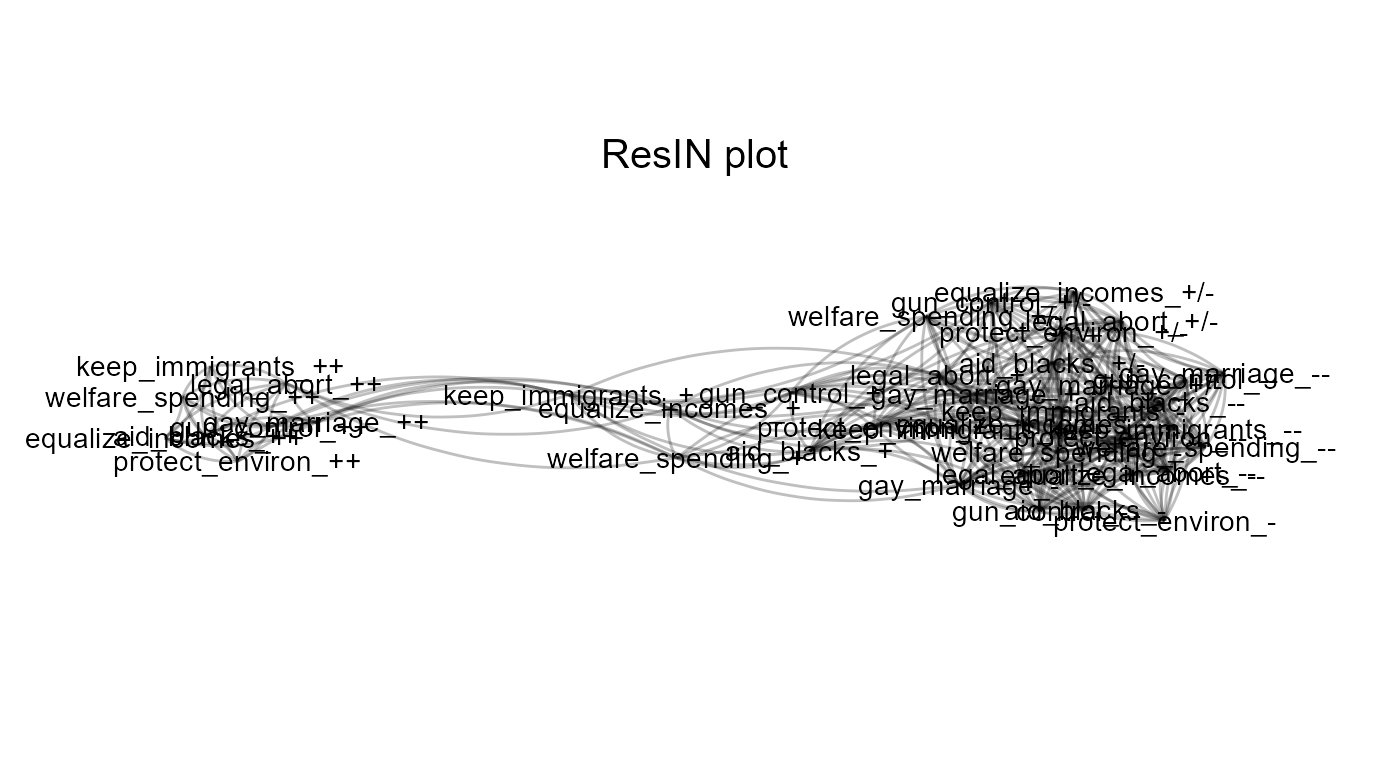 ResIN plot
equalize_incomes_+/-
gun_control_+/-
welfare_spending_+/-
legal_abort_+/-
protect_environ_+/-
keep_immigrants_++
aid_blacks_+/-
legal_abort_++
legal_abort_+
gay_marriage_--
gun_control_--
welfare_spending_++
keep_immigrants_+
gun_control_+
gay_marriage_+
equalize_incomes_+
aid_blacks_--
keep_immigrants_-
gay_marriage_++
gun_control_++
equalize_incomes_++
aid_blacks_++
protect_environ_+
keep_immigrants_--
protect_environ_++
welfare_spending_+
aid_blacks_+
welfare_spending_-
welfare_spending_--
protect_environ_--
legal_abort_-
equalize_incomes_--
legal_abort_--
gay_marriage_-
gun_control_-
aid_blacks_-
protect_environ_-